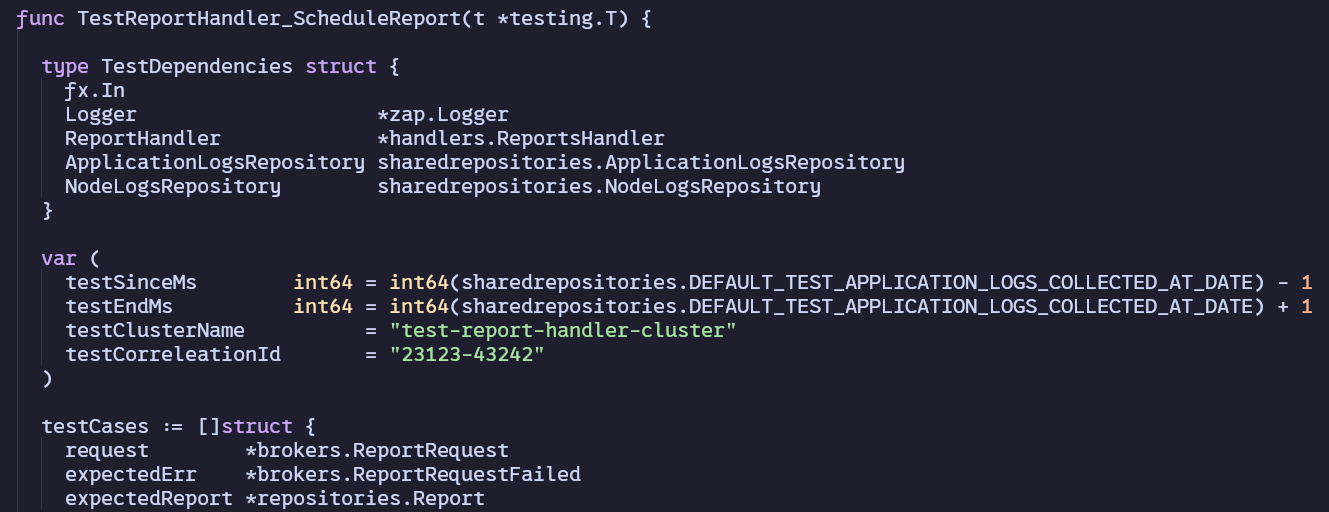 func TestReportHandler_ScheduleReport(t *testing.T) {
type TestDependencies struct {
fx.In
Logger *zap.Logger
ReportHandler *handlers.ReportsHandler
ApplicationLogsRepository sharedrepositories.ApplicationLogsRepository
NodeLogsRepository sharedrepositories.NodeLogsRepository
}
var (
testSinceMs int64 = int64(sharedrepositories.DEFAULT_TEST_APPLICATION_LOGS_COLLECTED_AT_DATE) - 1
testEndMs int64 = int64(sharedrepositories.DEFAULT_TEST_APPLICATION_LOGS_COLLECTED_AT_DATE) + 1
testClusterName = "test-report-handler-cluster"
testCorreleationId = "23123-43242"
)
testCases := []struct {
request *brokers.ReportRequest
expectedErr *brokers.ReportRequestFailed
expectedReport *repositories.Report